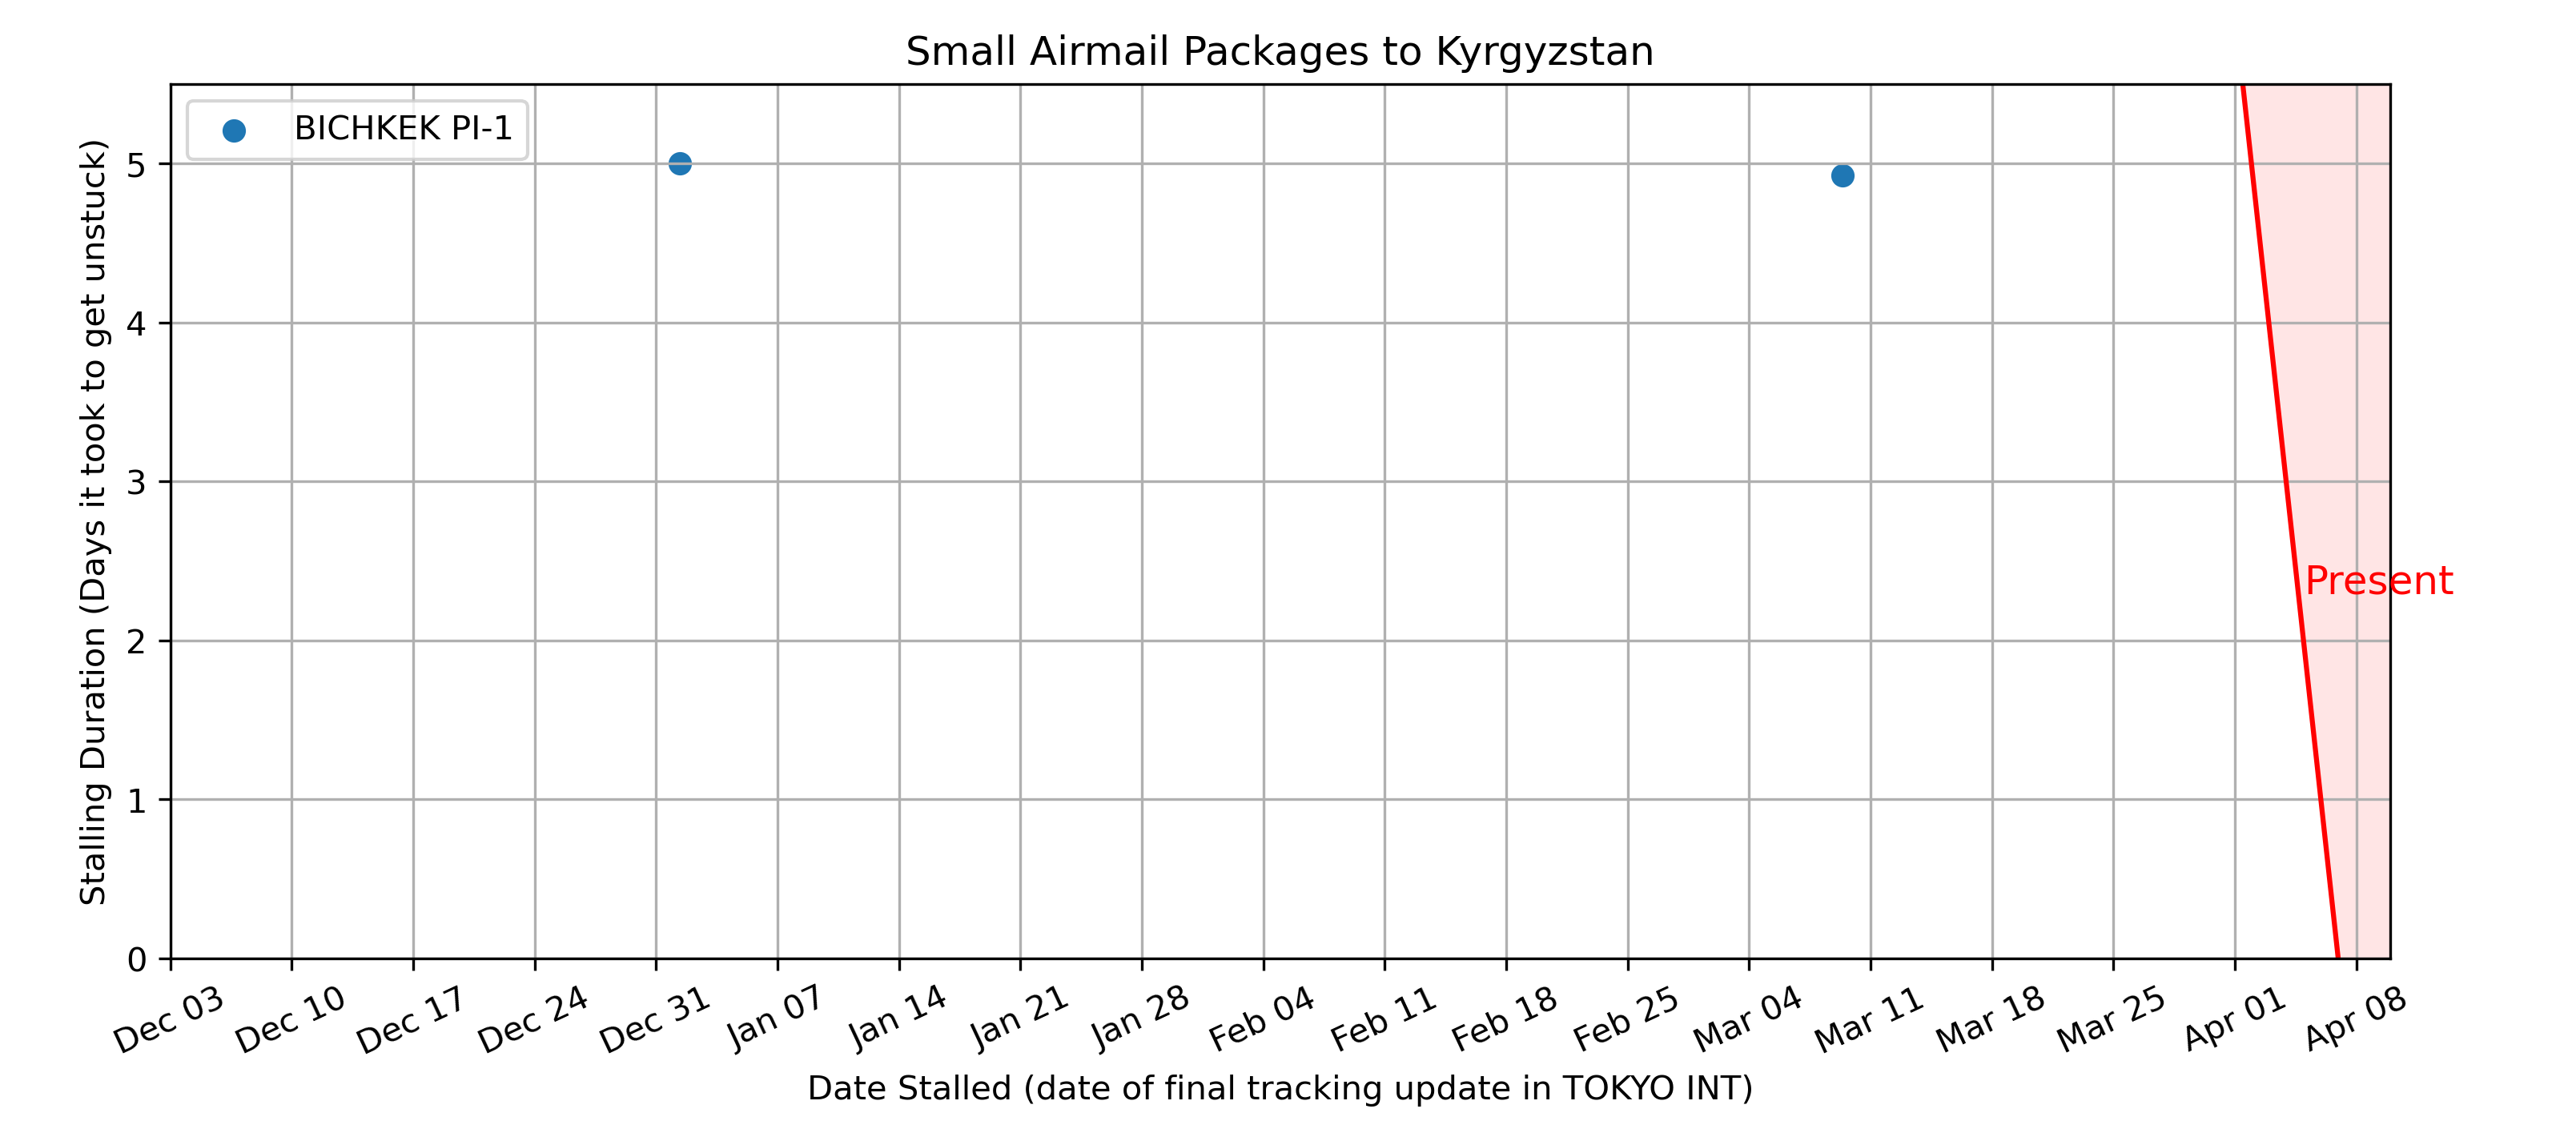 Small Airmail Packages to Kyrgyzstan
BICHKEK PI-1
Stalling Duration (Days it took to get unstuck)
5
4
3
2
1
0
Present
Dec 03
Dec 10
Dec 17
Dec 24
Dec 31
Jan 07
Jan 14
Jan 21
Jan 28
Feb 04
Feb 11
Feb 18
Feb 25
Mar 04
Mar 11
Mar 18
Mar 25
Apr 01
Apr 08
Date Stalled (date of final tracking update in TOKYO INT)